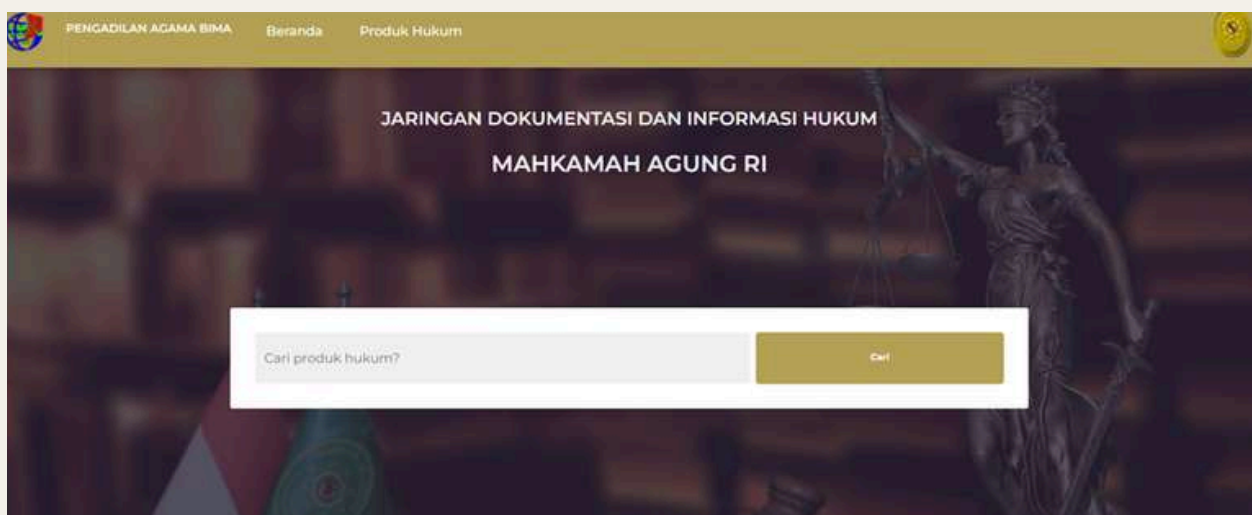 PENGADILAN AGAMA BIMA Beranda Produk Hukum
JARINGAN DOKUMENTASI DAN INFORMASI HUKUM
MAHKAMAH AGUNG RI
Cari produk hukum? Cari